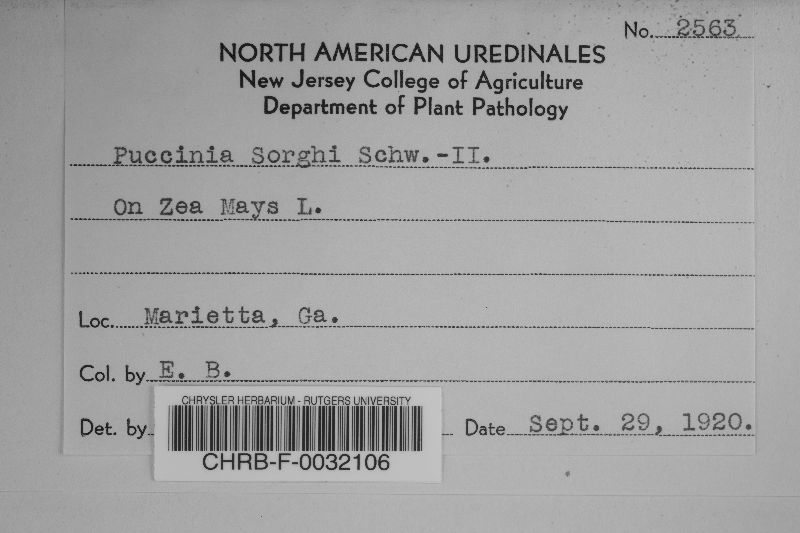 No. 2563
NORTH AMERICAN UREDINALES
New Jersey College of Agriculture
Department of Plant Pathology
Puccinia Sorghi Schw.-II.
On Zea Mays L.
Loc. Marietta, Ga.
Col. by E. B.
Det. by Date Sept. 29, 1920.
CHRYSLER HERBARIUM - RUTGERS UNIVERSITY
CHRB-F-0032106